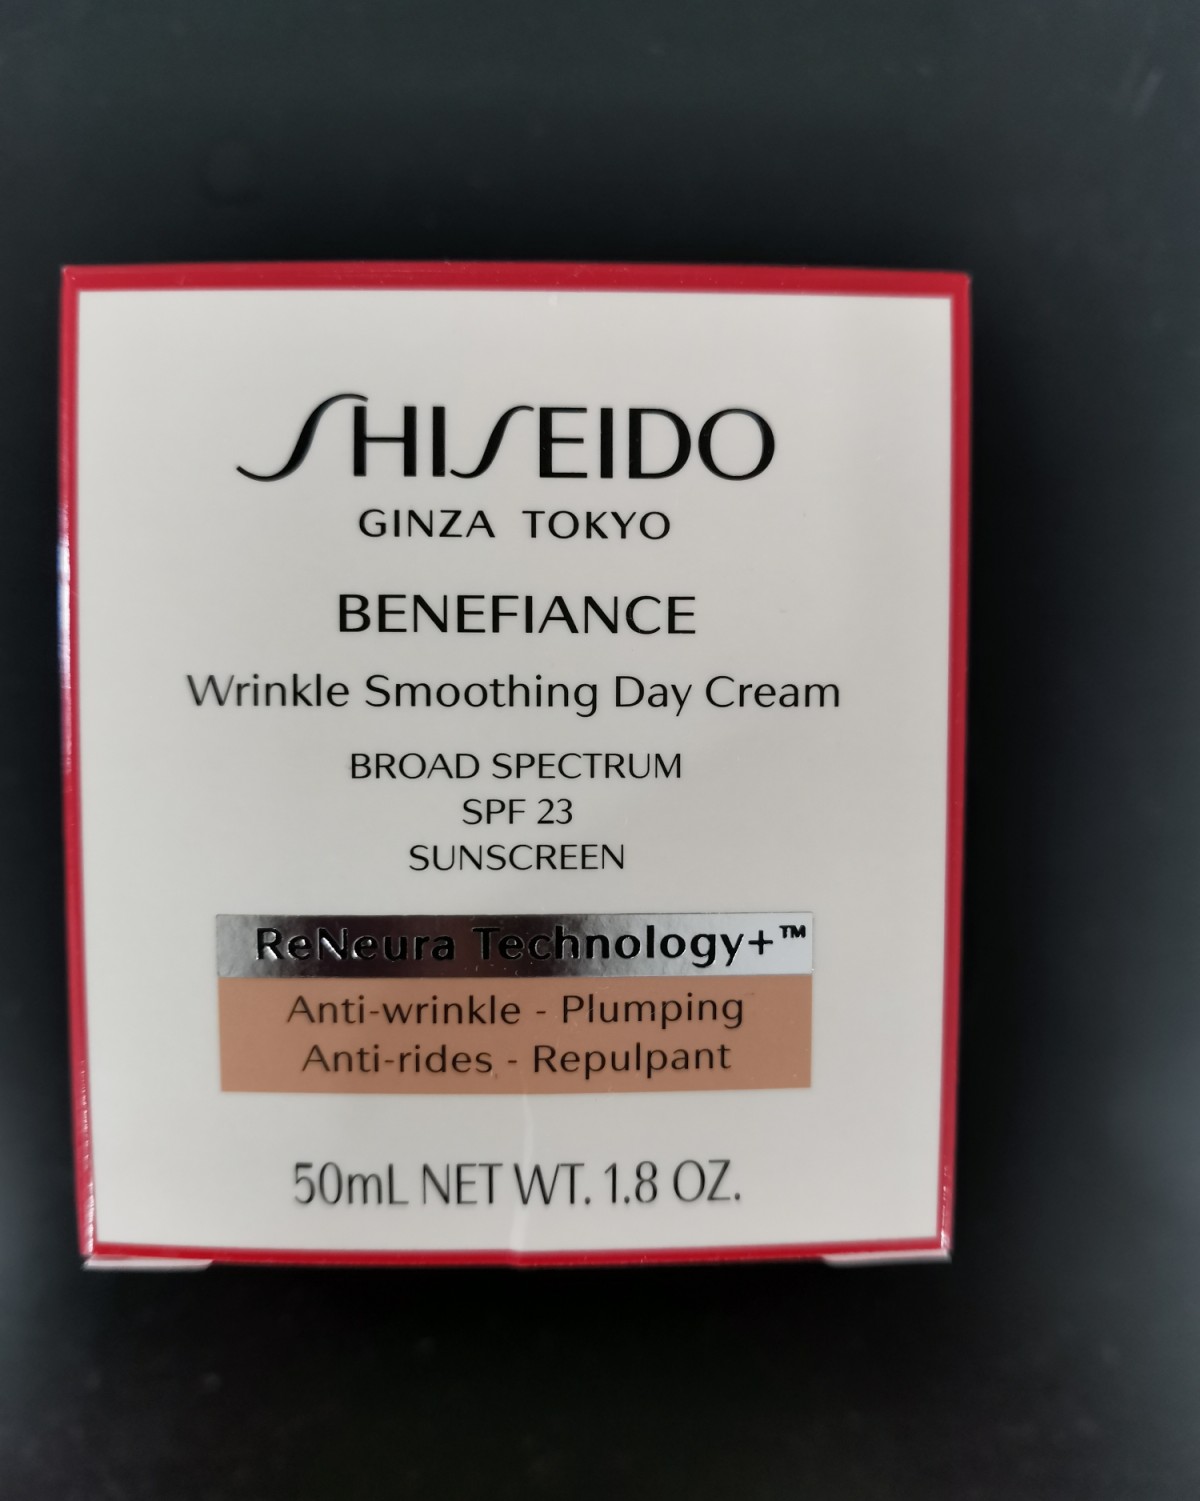 SHISEIDO
GINZA TOKYO
BENEFIANCE
Wrinkle Smoothing Day Cream
BROAD SPECTRUM
SPF 23
SUNSCREEN
ReNeura Technology+™
Anti-wrinkle - Plumping
Anti-rides - Repulpant
50mL NET WT. 1.8 OZ.